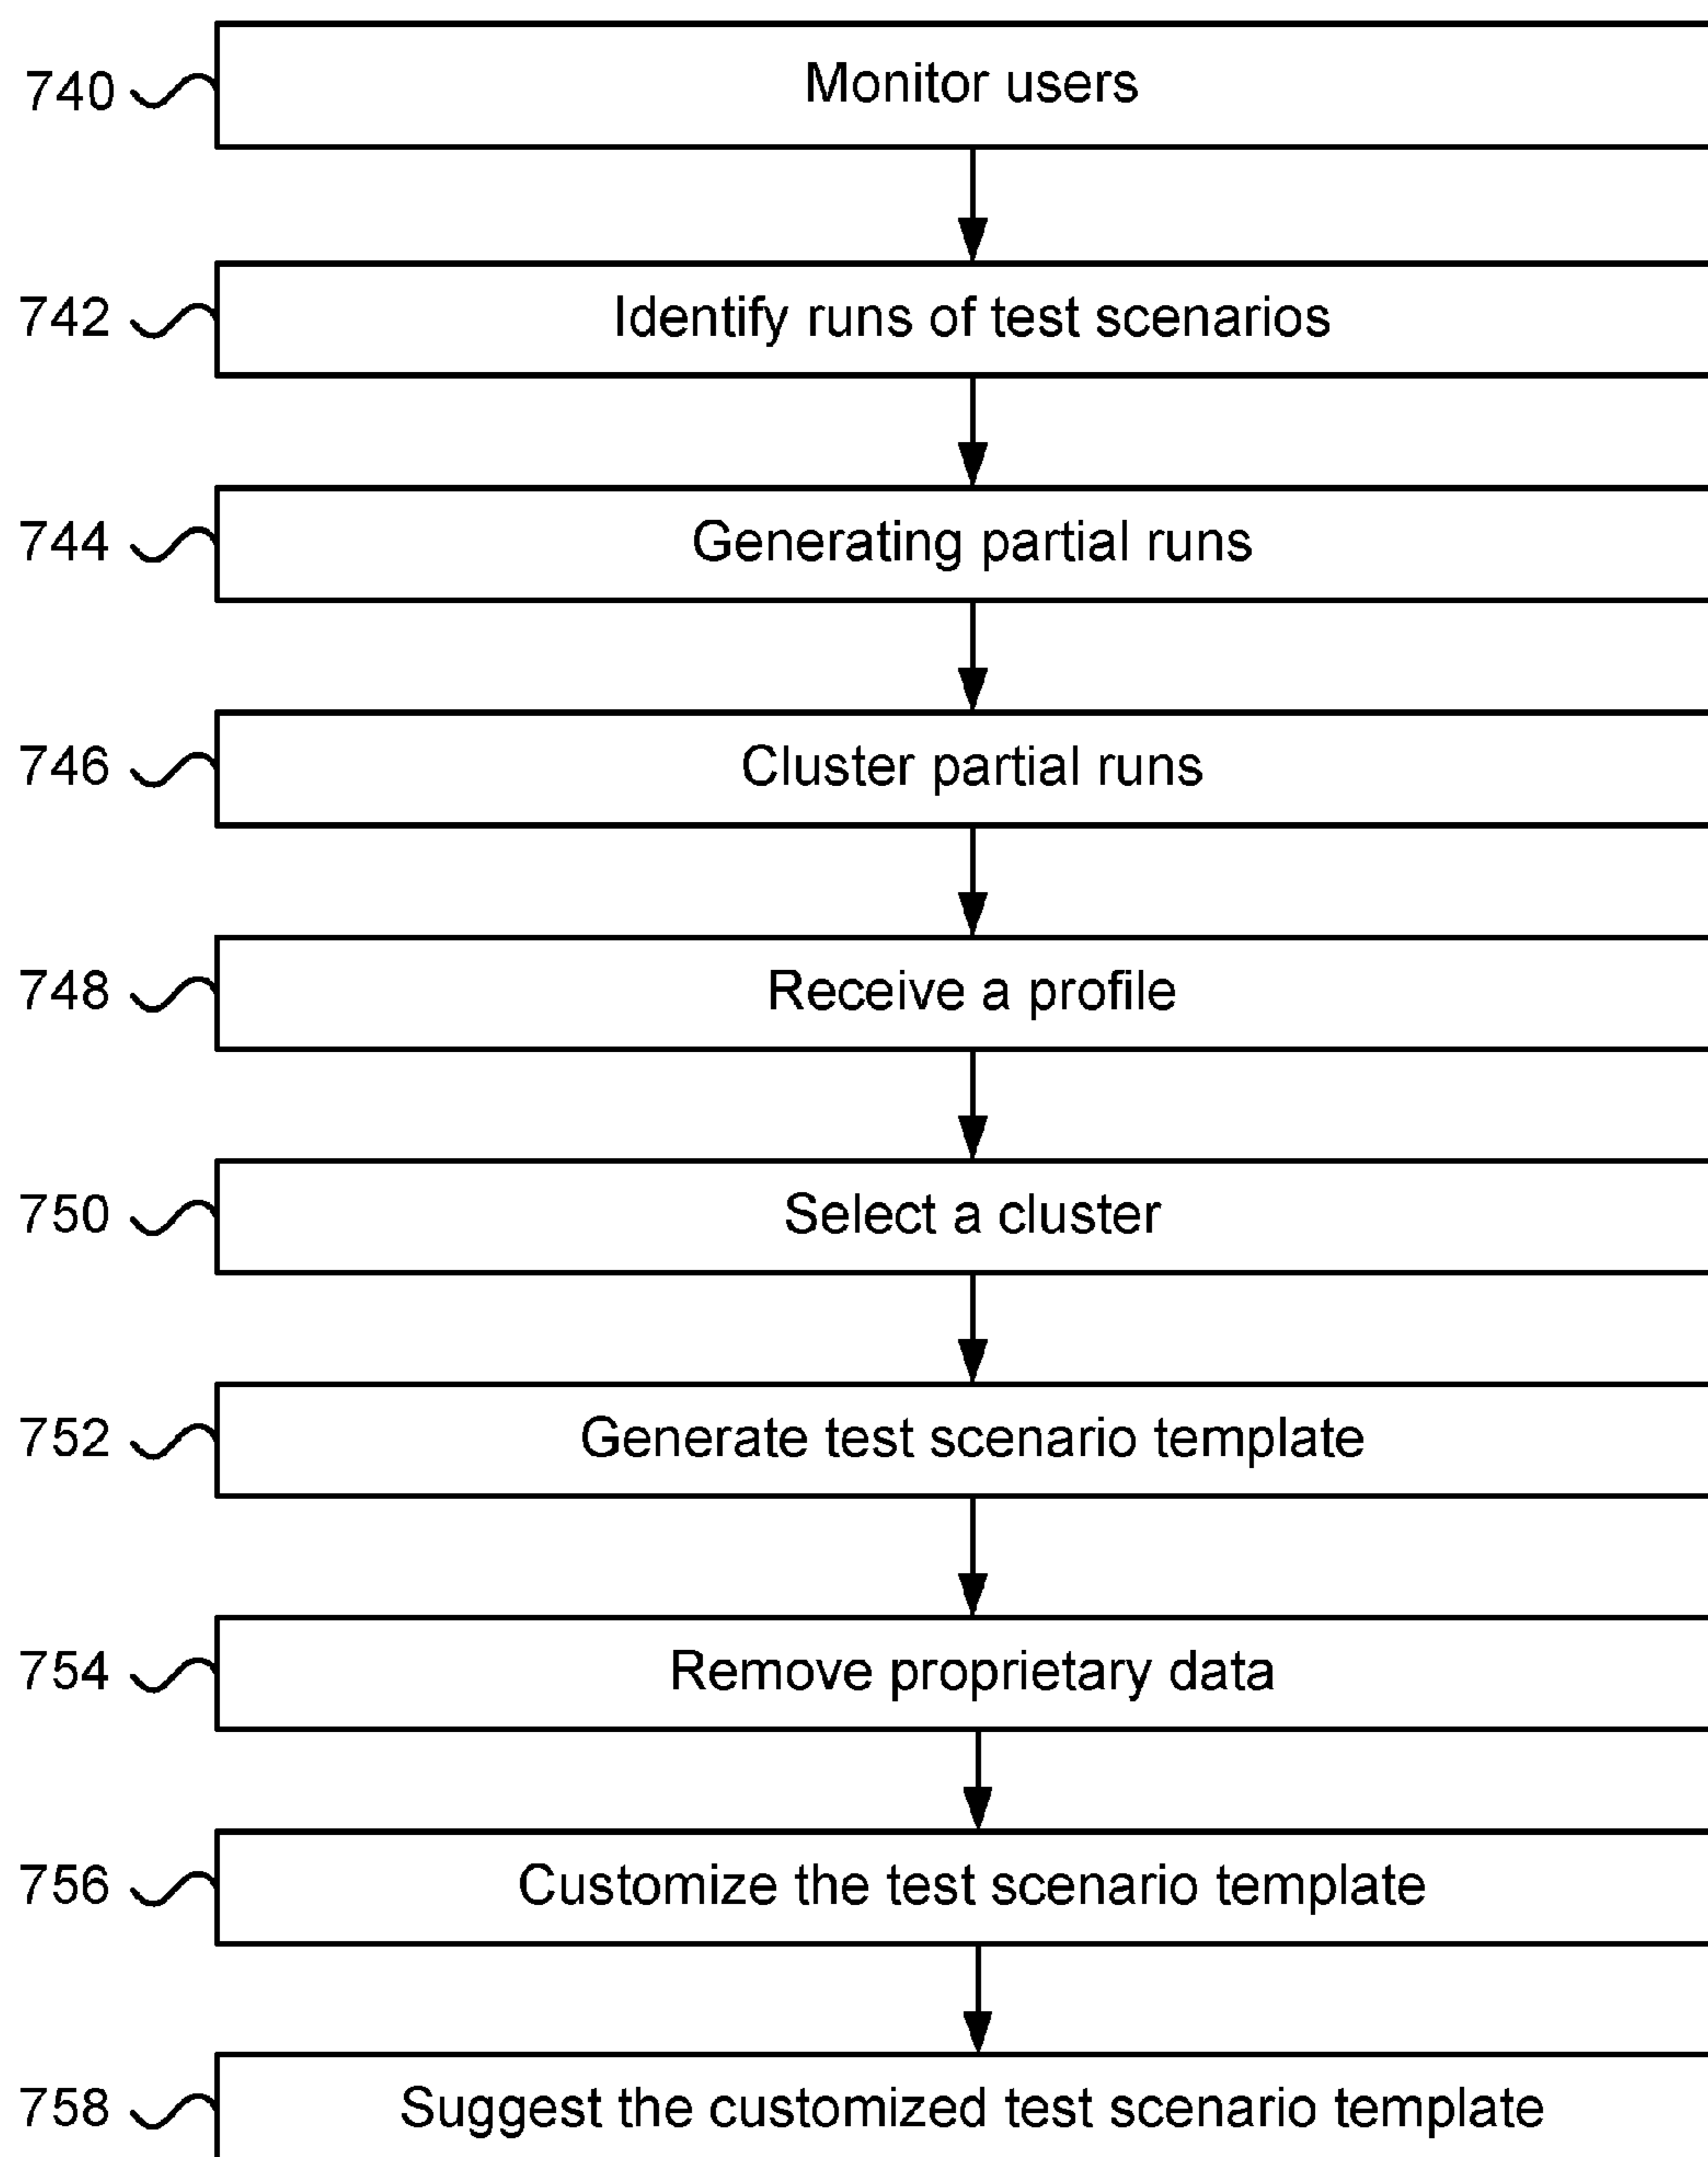 740 Monitor users
742 Identify runs of test scenarios
744 Generating partial runs
746 Cluster partial runs
748 Receive a profile
750 Select a cluster
752 Generate test scenario template
754 Remove proprietary data
756 Customize the test scenario template
758 Suggest the customized test scenario template